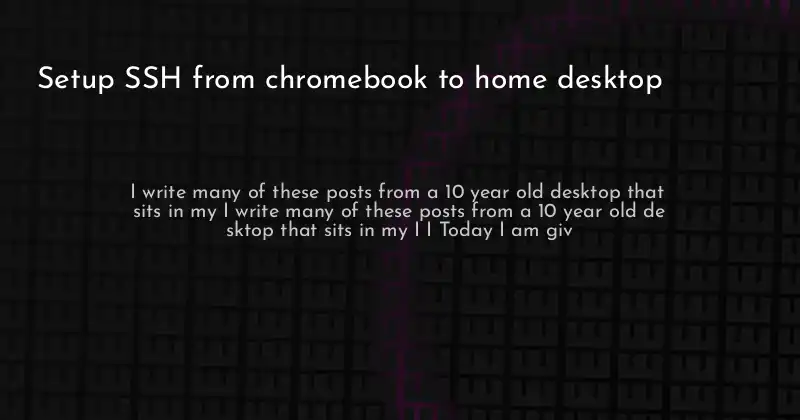 Setup SSH from chromebook to home desktop
I write many of these posts from a 10 year old desktop that
sits in my I write many of these posts from a 10 year old de
sktop that sits in my I I Today I am giv